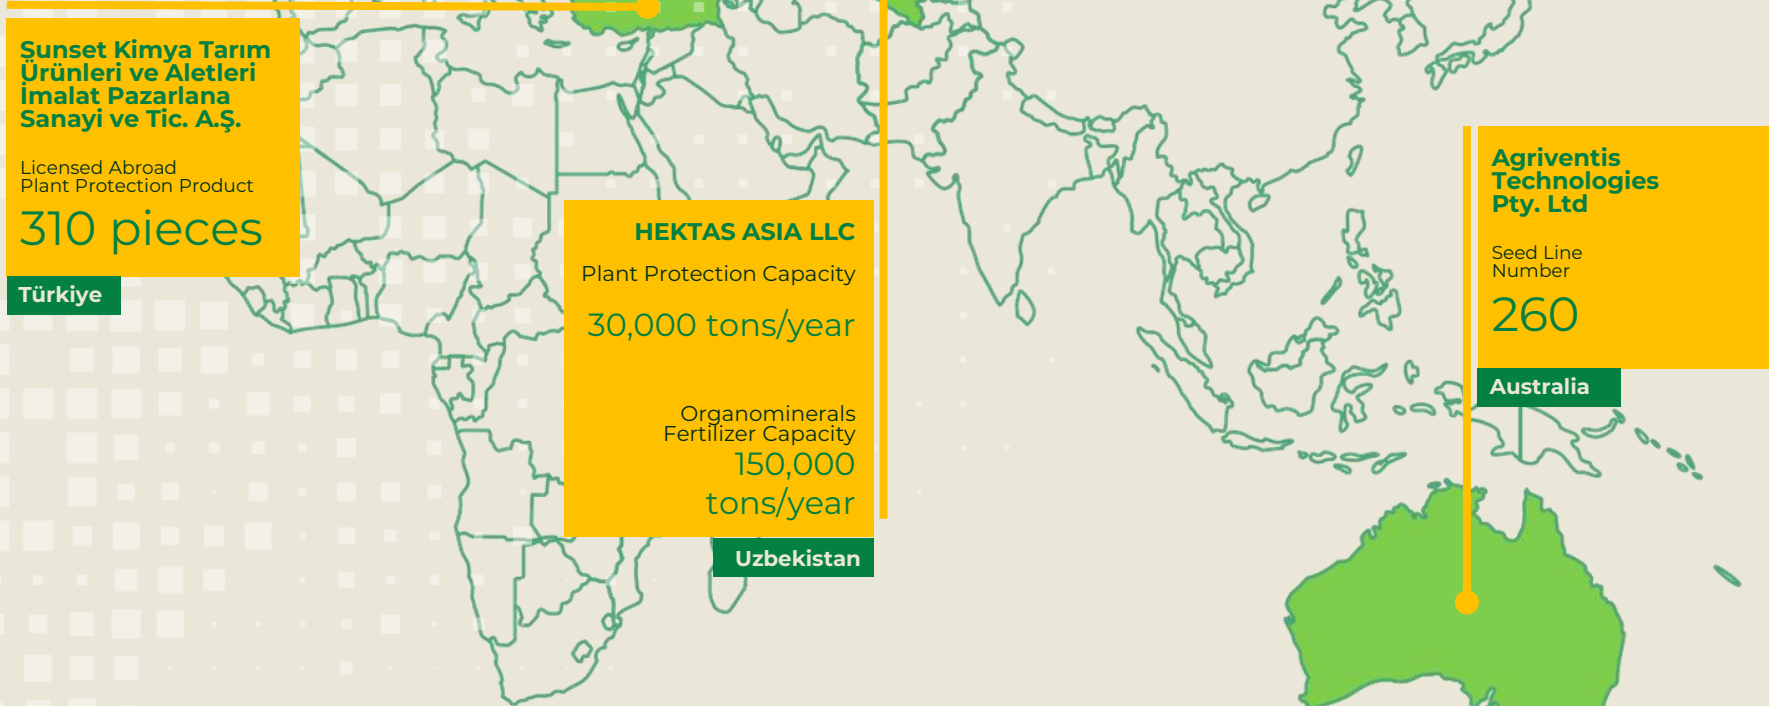 Sunset Kimya Tarım
Ürünleri ve Aletleri
İmalat Pazarlana
Sanayi ve Tic. A.Ş.
Licensed Abroad
Plant Protection Product
310 pieces
Türkiye
HEKTAS ASIA LLC
Plant Protection Capacity
30,000 tons/year
Organominerals
Fertilizer Capacity
150,000
tons/year
Uzbekistan
Agriventis
Technologies
Pty. Ltd
Seed Line
Number
260
Australia